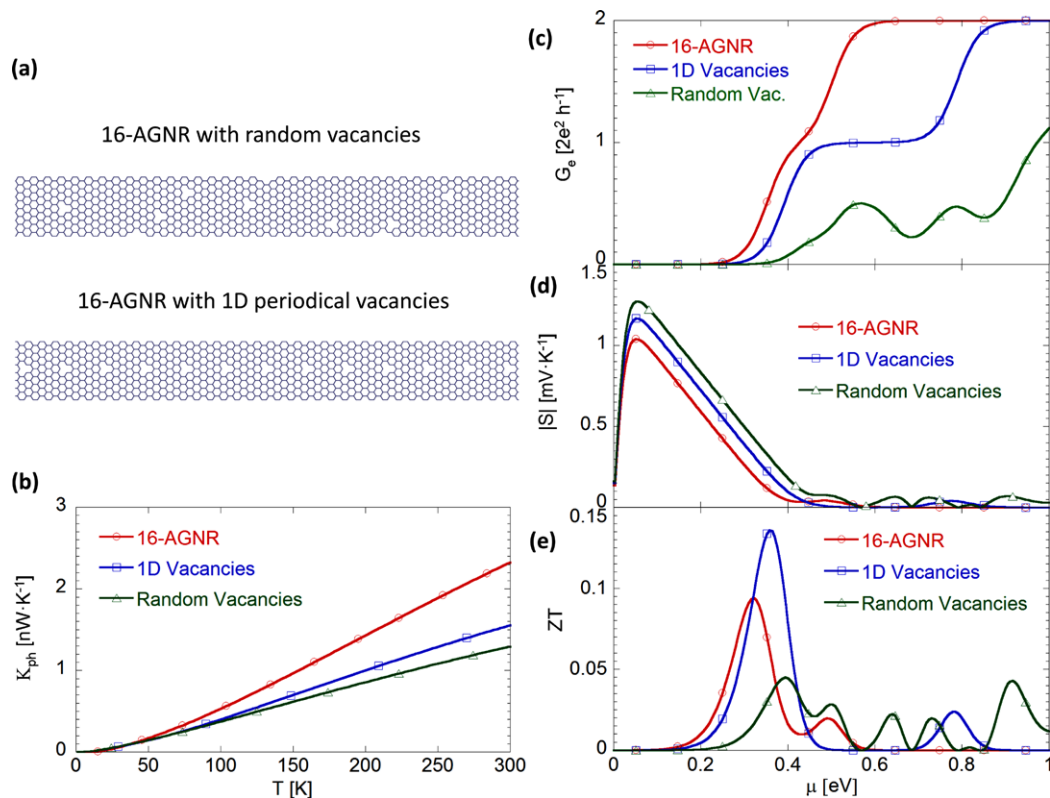 (a)
16-AGNR with random vacancies
16-AGNR with 1D periodical vacancies
(b)
3
2
1
0
K_ph [nW·K⁻¹]
16-AGNR
1D Vacancies
Random Vacancies
0 50 100 150 200 250 300
T [K]
(c)
2
1
0
G_e [2e² h⁻¹]
16-AGNR
1D Vacancies
Random Vac.
(d)
1.5
1
0.5
0
|S| [mV·K⁻¹]
16-AGNR
1D Vacancies
Random Vacancies
(e)
0.15
0.1
0.05
0
ZT
16-AGNR
1D Vacancies
Random Vacancies
0 0.2 0.4 0.6 0.8 1
μ [eV]